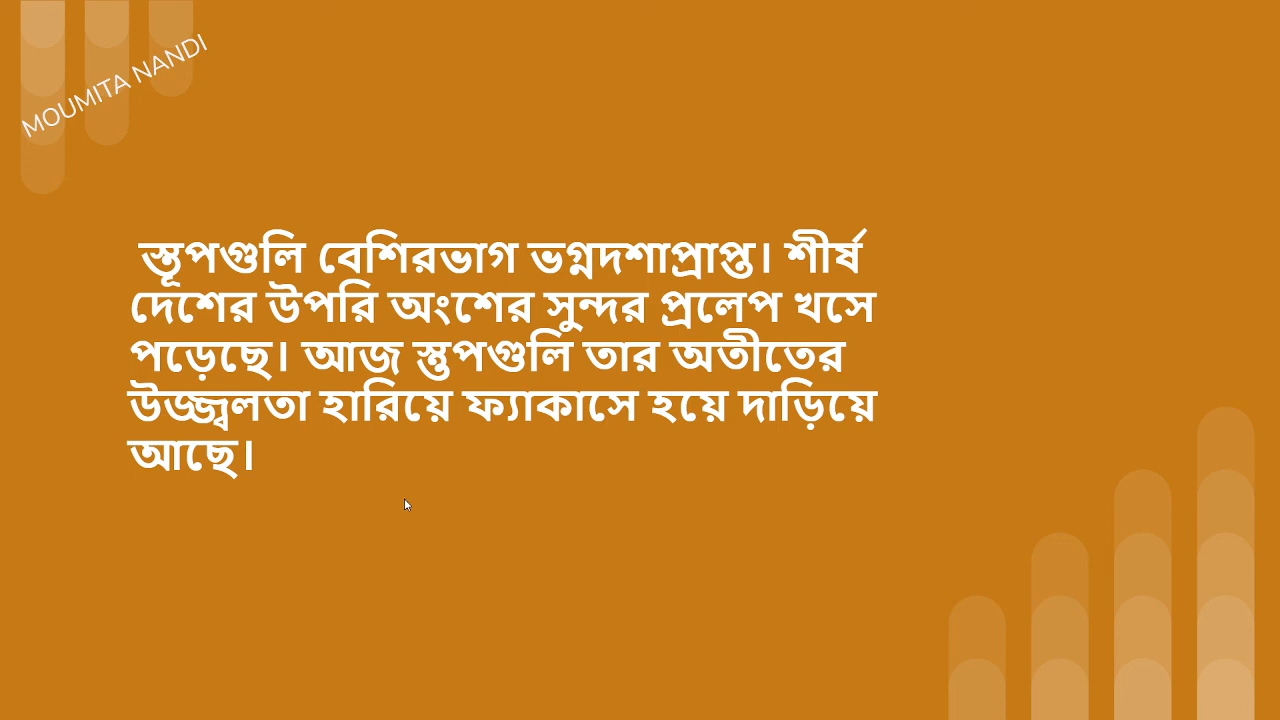 MOUMITA NANDI
স্তূপগুলি বেশিরভাগ ভগ্নদশাপ্রাপ্ত। শীর্ষ
দেশের উপরি অংশের সুন্দর প্রলেপ খসে
পড়েছে। আজ স্তুপগুলি তার অতীতের
উজ্জ্বলতা হারিয়ে ফ্যাকাসে হয়ে দাড়িয়ে
আছে।